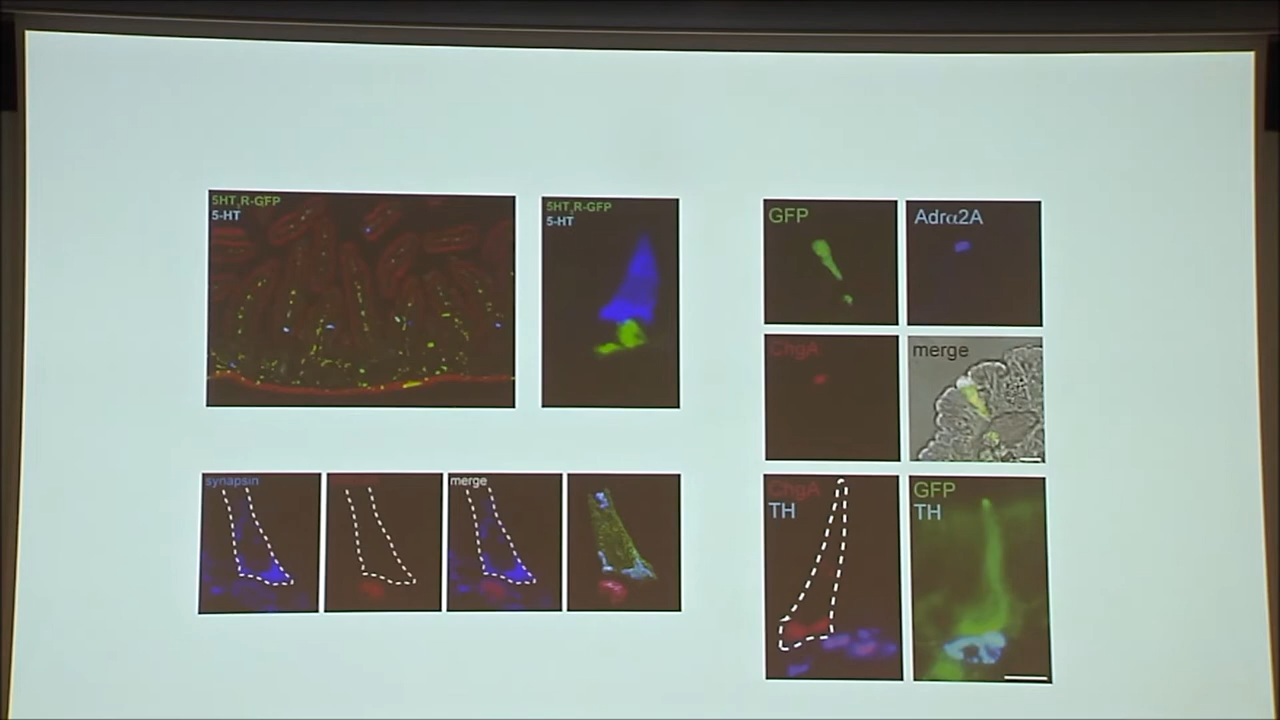 5HT₃R-GFP
5-HT
5HT₃R-GFP
5-HT
GFP
Adrα2A
ChgA
merge
synapsin
merge
ChgA
TH
GFP
TH